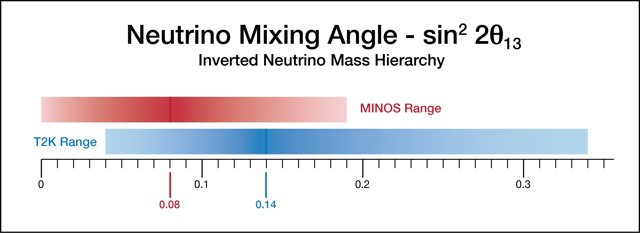 Neutrino Mixing Angle - sin² 2θ₁₃
Inverted Neutrino Mass Hierarchy
MINOS Range
T2K Range
0 0.1 0.2 0.3
0.08 0.14